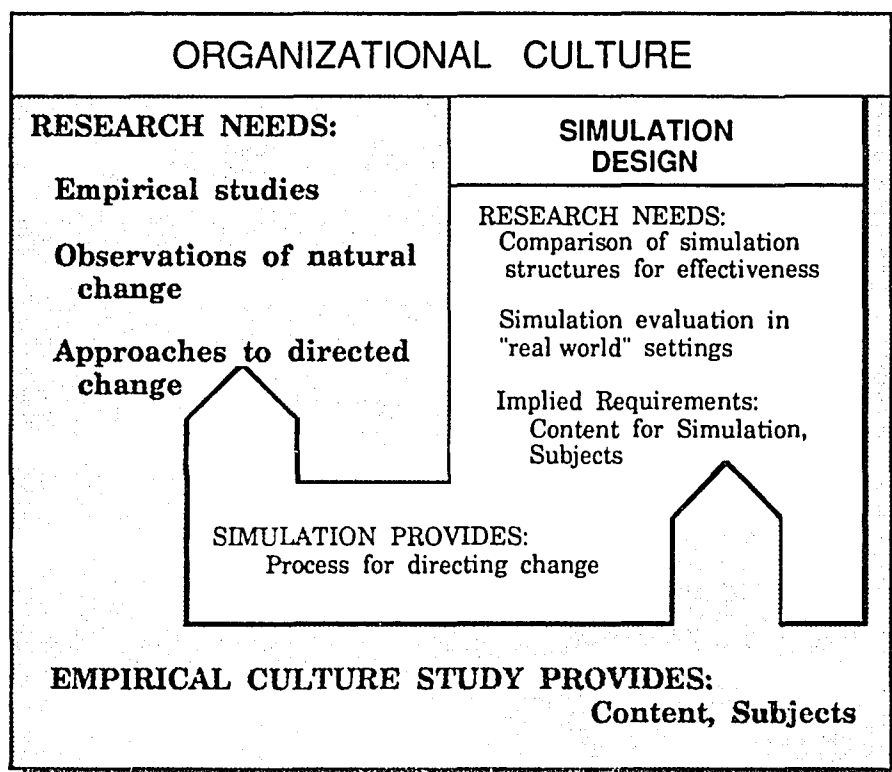 ORGANIZATIONAL CULTURE
RESEARCH NEEDS:
Empirical studies
Observations of natural
change
Approaches to directed
change
SIMULATION
DESIGN
RESEARCH NEEDS:
Comparison of simulation
structures for effectiveness
Simulation evaluation in
"real world" settings
Implied Requirements:
Content for Simulation,
Subjects
SIMULATION PROVIDES:
Process for directing change
EMPIRICAL CULTURE STUDY PROVIDES:
Content, Subjects